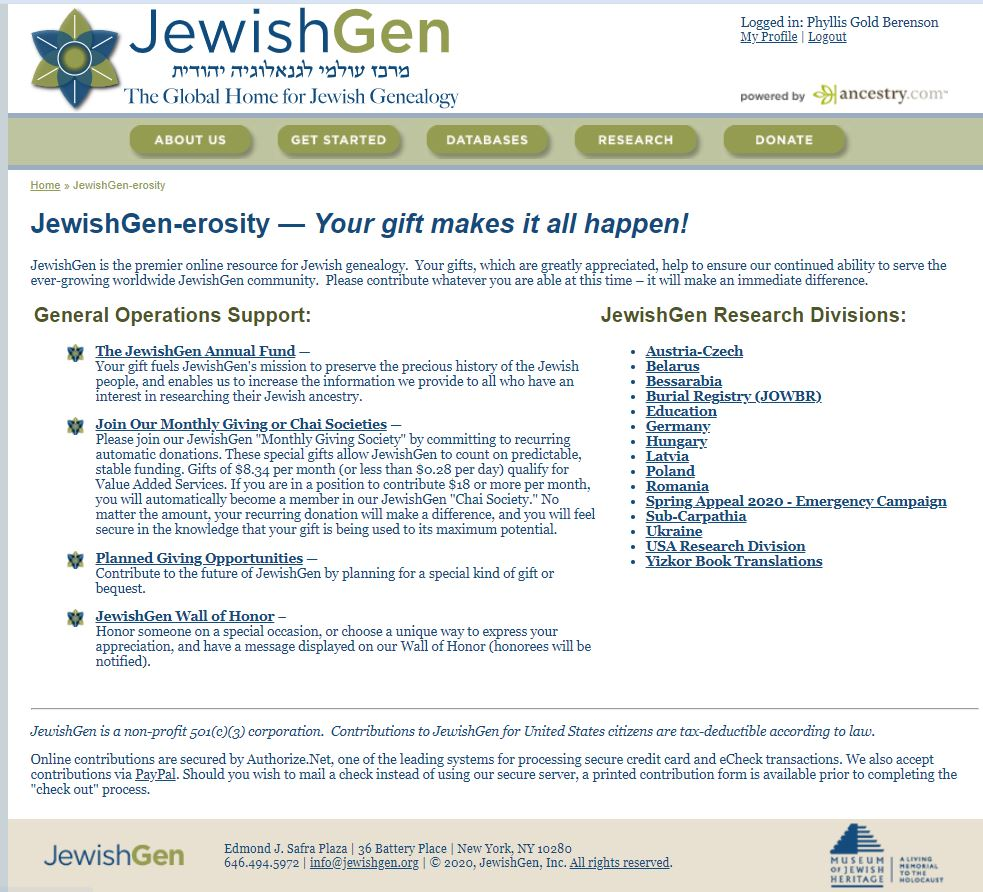 JewishGen
מרכז עולמי לגנאלוגיה יהודית
The Global Home for Jewish Genealogy
Logged in: Phyllis Gold Berenson
My Profile | Logout
powered by ancestry.com™
ABOUT US GET STARTED DATABASES RESEARCH DONATE
Home » JewishGen-erosity
JewishGen-erosity — Your gift makes it all happen!
JewishGen is the premier online resource for Jewish genealogy. Your gifts, which are greatly appreciated, help to ensure our continued ability to serve the
ever-growing worldwide JewishGen community. Please contribute whatever you are able at this time – it will make an immediate difference.
General Operations Support:
The JewishGen Annual Fund —
Your gift fuels JewishGen's mission to preserve the precious history of the Jewish
people, and enables us to increase the information we provide to all who have an
interest in researching their Jewish ancestry.
Join Our Monthly Giving or Chai Societies —
Please join our JewishGen "Monthly Giving Society" by committing to recurring
automatic donations. These special gifts allow JewishGen to count on predictable,
stable funding. Gifts of $8.34 per month (or less than $0.28 per day) qualify for
Value Added Services. If you are in a position to contribute $18 or more per month,
you will automatically become a member in our JewishGen "Chai Society." No
matter the amount, your recurring donation will make a difference, and you will feel
secure in the knowledge that your gift is being used to its maximum potential.
Planned Giving Opportunities —
Contribute to the future of JewishGen by planning for a special kind of gift or
bequest.
JewishGen Wall of Honor –
Honor someone on a special occasion, or choose a unique way to express your
appreciation, and have a message displayed on our Wall of Honor (honorees will be
notified).
JewishGen Research Divisions:
• Austria-Czech
• Belarus
• Bessarabia
• Burial Registry (JOWBR)
• Education
• Germany
• Hungary
• Latvia
• Poland
• Romania
• Spring Appeal 2020 - Emergency Campaign
• Sub-Carpathia
• Ukraine
• USA Research Division
• Yizkor Book Translations
JewishGen is a non-profit 501(c)(3) corporation. Contributions to JewishGen for United States citizens are tax-deductible according to law.
Online contributions are secured by Authorize.Net, one of the leading systems for processing secure credit card and eCheck transactions. We also accept
contributions via PayPal. Should you wish to mail a check instead of using our secure server, a printed contribution form is available prior to completing the
"check out" process.
JewishGen
Edmond J. Safra Plaza | 36 Battery Place | New York, NY 10280
646.494.5972 | info@jewishgen.org | © 2020, JewishGen, Inc. All rights reserved.
MUSEUM
OF JEWISH
HERITAGE
A LIVING
MEMORIAL
TO THE
HOLOCAUST